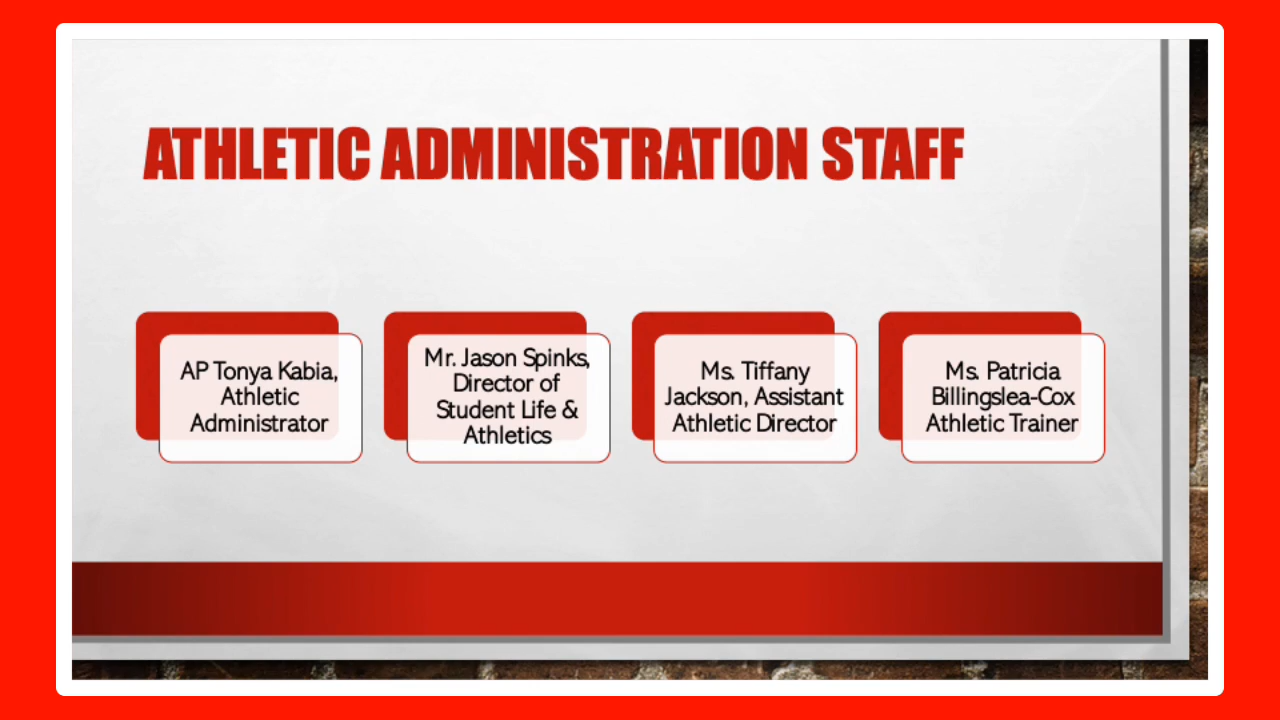 ATHLETIC ADMINISTRATION STAFF
AP Tonya Kabia,
Athletic
Administrator
Mr. Jason Spinks,
Director of
Student Life &
Athletics
Ms. Tiffany
Jackson, Assistant
Athletic Director
Ms. Patricia
Billingslea-Cox
Athletic Trainer